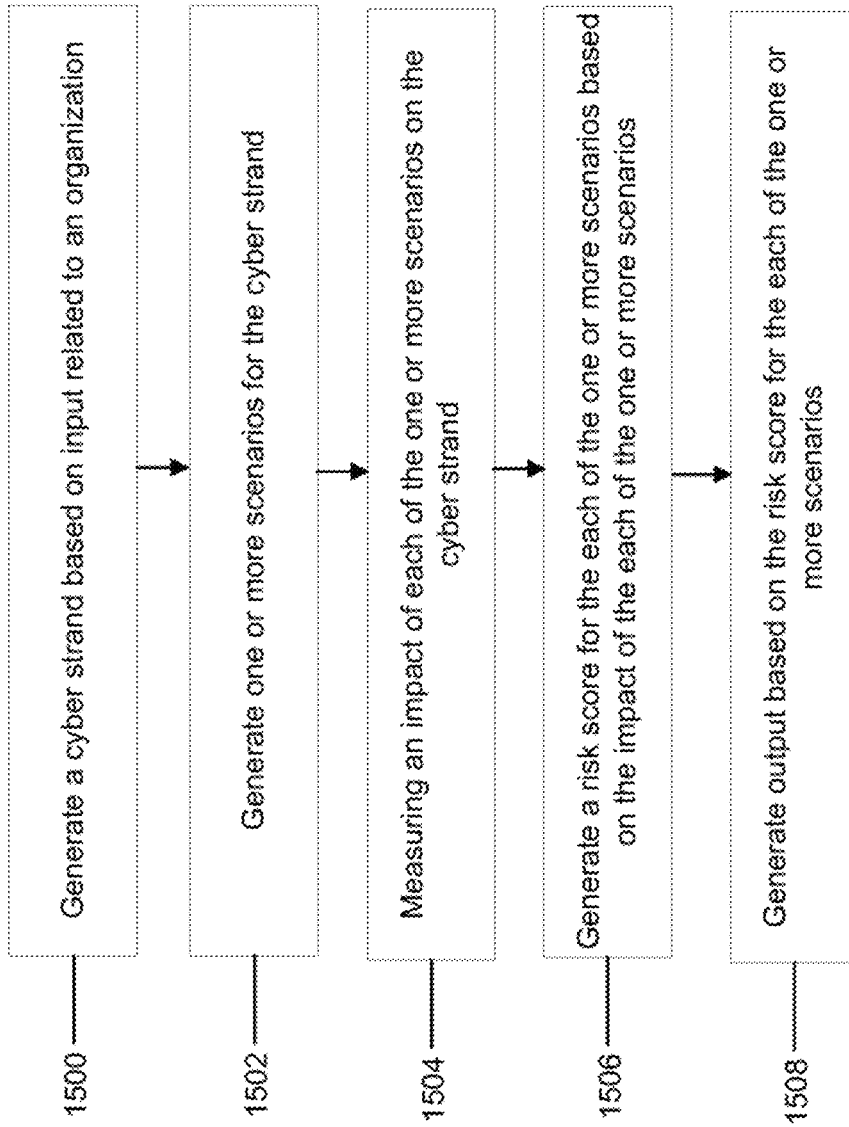 1500
Generate a cyber strand based on input related to an organization
1502
Generate one or more scenarios for the cyber strand
1504
Measuring an impact of each of the one or more scenarios on the
cyber strand
1506
Generate a risk score for the each of the one or more scenarios based
on the impact of the each of the one or more scenarios
1508
Generate output based on the risk score for the each of the one or
more scenarios